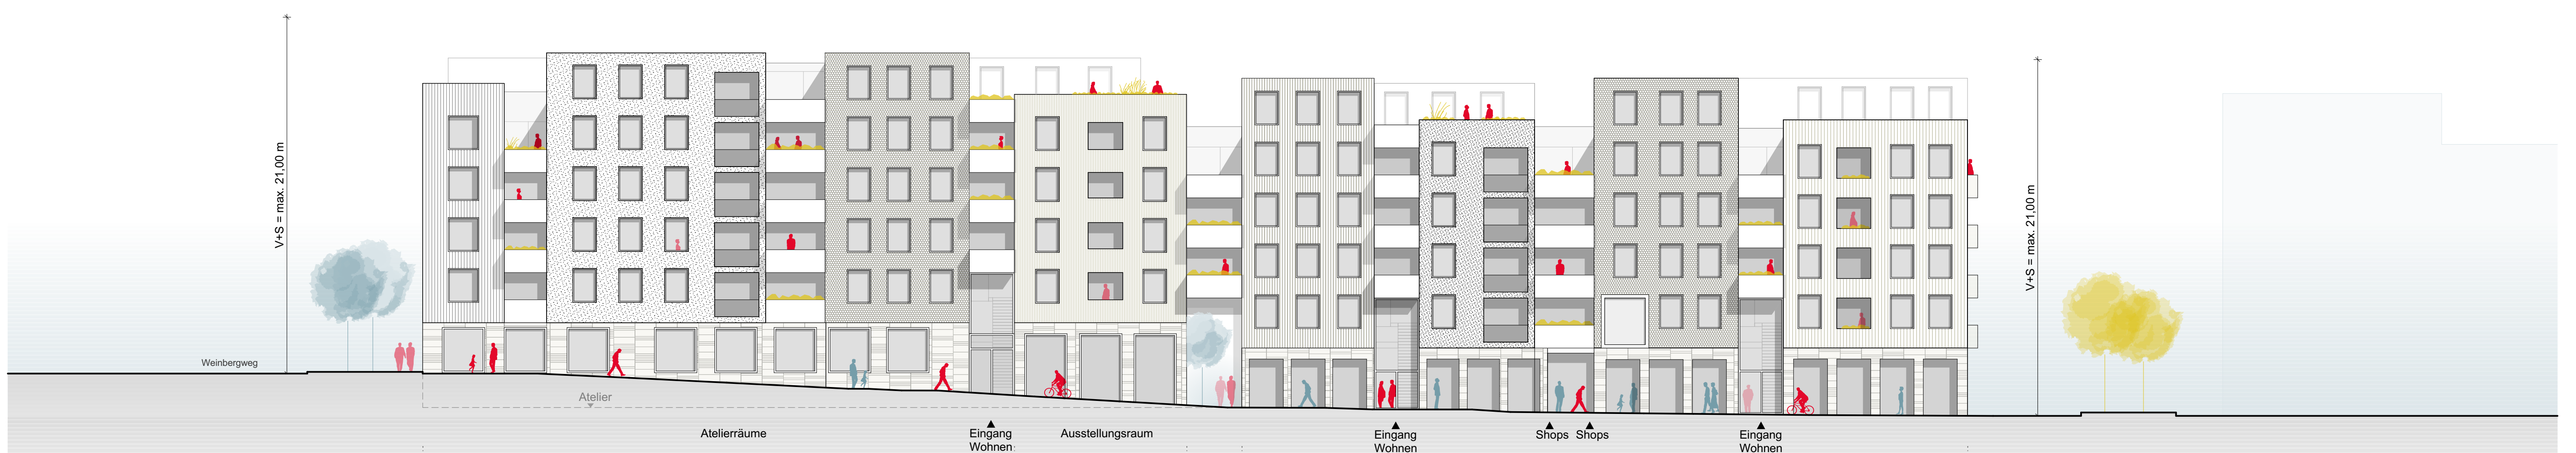 V+S = max. 21,00 m
V+S = max. 21,00 m
Weinbergweg
Atelier
Atelierräume
Eingang
Wohnen
Ausstellungsraum
Eingang
Wohnen
Shops
Shops
Eingang
Wohnen